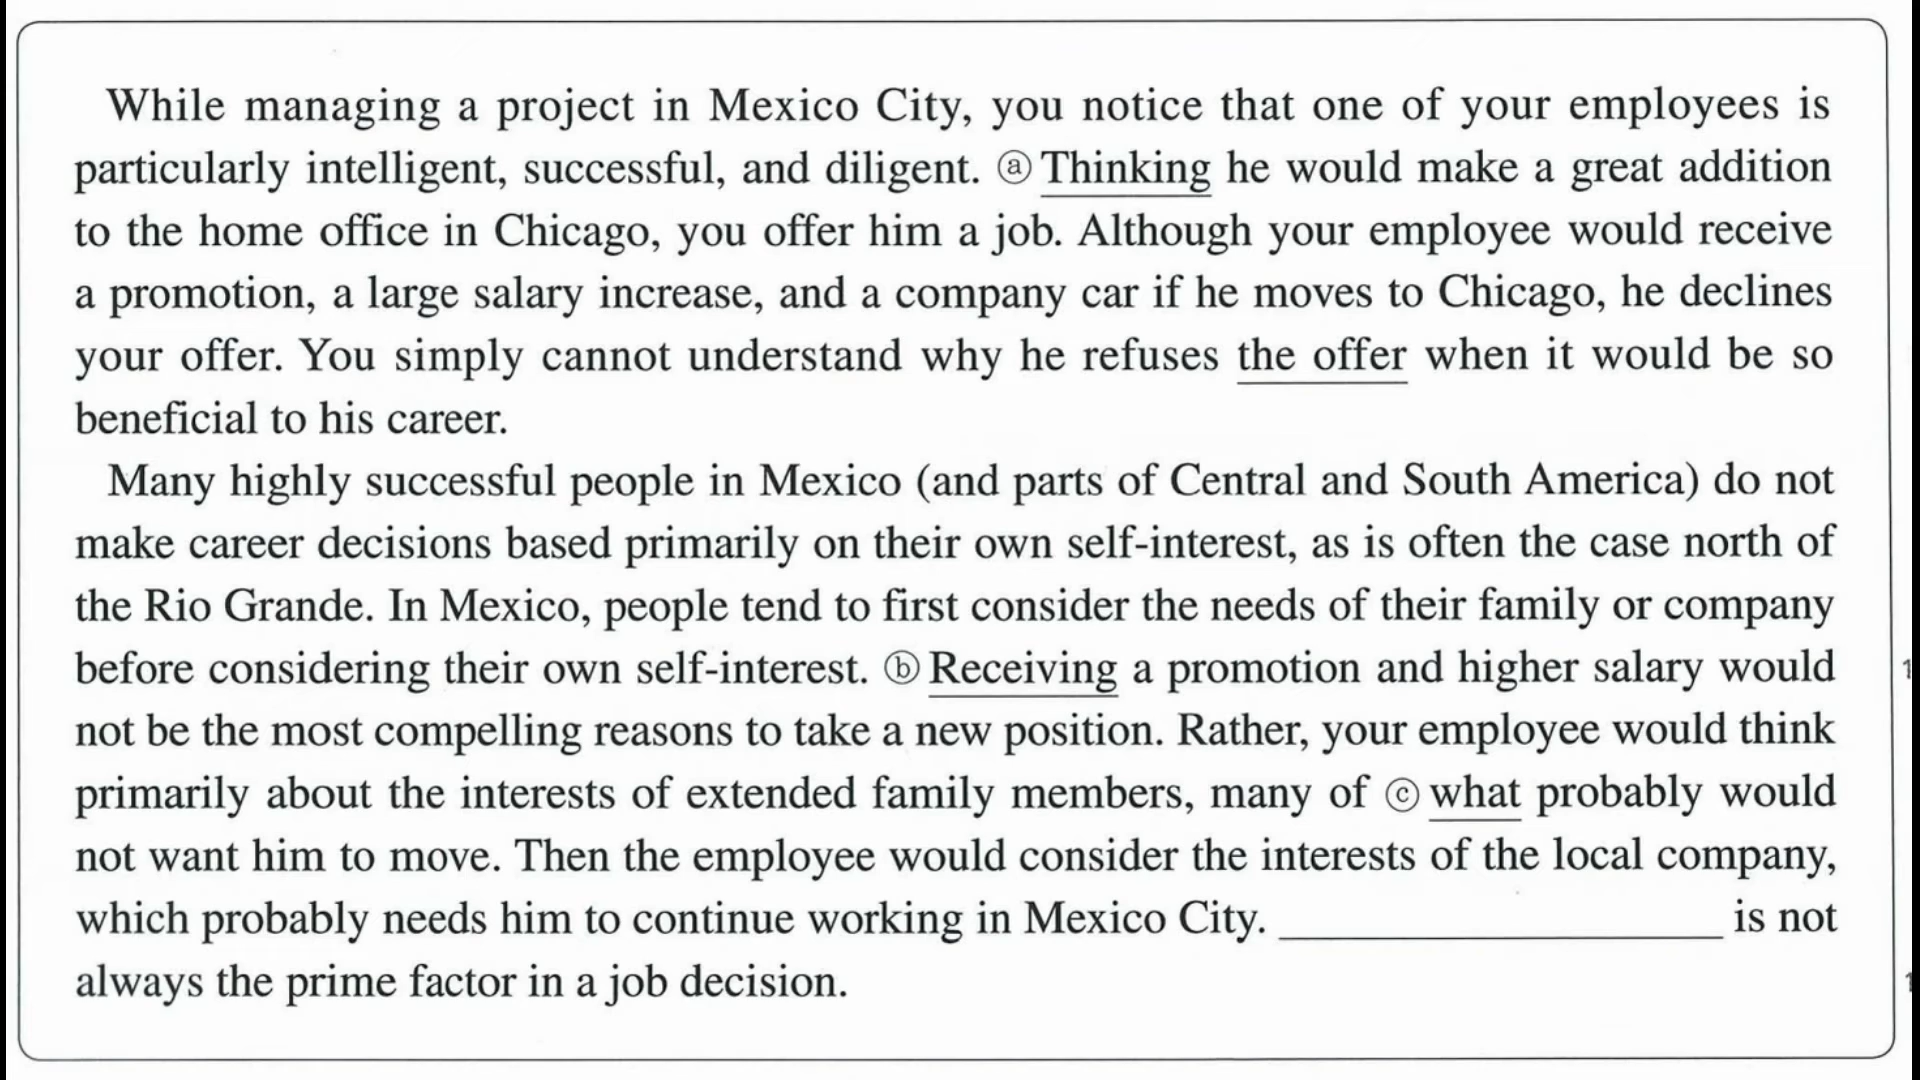 While managing a project in Mexico City, you notice that one of your employees is
particularly intelligent, successful, and diligent. ⓐ Thinking he would make a great addition
to the home office in Chicago, you offer him a job. Although your employee would receive
a promotion, a large salary increase, and a company car if he moves to Chicago, he declines
your offer. You simply cannot understand why he refuses the offer when it would be so
beneficial to his career.
Many highly successful people in Mexico (and parts of Central and South America) do not
make career decisions based primarily on their own self-interest, as is often the case north of
the Rio Grande. In Mexico, people tend to first consider the needs of their family or company
before considering their own self-interest. ⓑ Receiving a promotion and higher salary would
not be the most compelling reasons to take a new position. Rather, your employee would think
primarily about the interests of extended family members, many of ⓒ what probably would
not want him to move. Then the employee would consider the interests of the local company,
which probably needs him to continue working in Mexico City. ____________ is not
always the prime factor in a job decision.